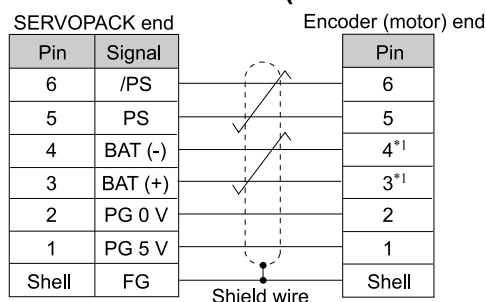 SERVOPACK end Encoder (motor) end
Pin Signal Pin
6 /PS 6
5 PS 5
4 BAT (-) 4*1
3 BAT (+) 3*1
2 PG 0 V 2
1 PG 5 V 1
Shell FG Shell
Shield wire